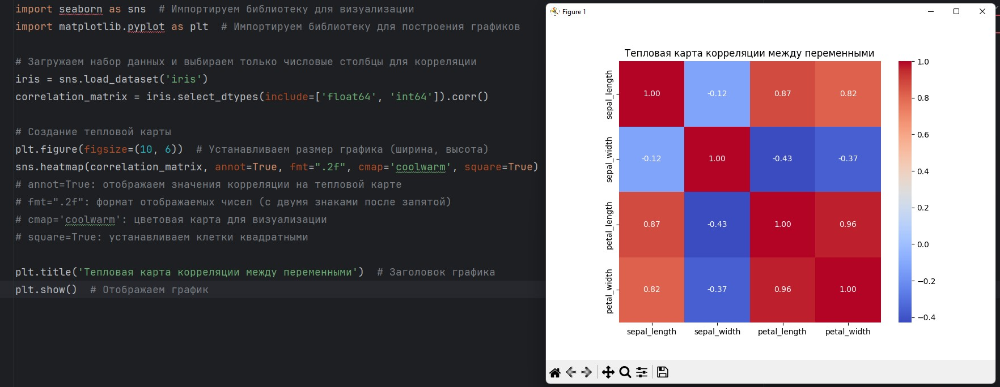 import seaborn as sns  # Импортируем библиотеку для визуализации
import matplotlib.pyplot as plt  # Импортируем библиотеку для построения графиков
# Загружаем набор данных и выбираем только числовые столбцы для корреляции
iris = sns.load_dataset('iris')
correlation_matrix = iris.select_dtypes(include=['float64', 'int64']).corr()
# Создание тепловой карты
plt.figure(figsize=(10, 6))  # Устанавливаем размер графика (ширина, высота)
sns.heatmap(correlation_matrix, annot=True, fmt=".2f", cmap='coolwarm', square=True)
# annot=True: отображаем значения корреляции на тепловой карте
# fmt=".2f": формат отображаемых чисел (с двумя знаками после запятой)
# cmap='coolwarm': цветовая карта для визуализации
# square=True: устанавливаем клетки квадратными
plt.title('Тепловая карта корреляции между переменными')  # Заголовок графика
plt.show()  # Отображаем график
Figure 1
Тепловая карта корреляции между переменными
sepal_length
1.00 -0.12 0.87 0.82
sepal_width
-0.12 1.00 -0.43 -0.37
petal_length
0.87 -0.43 1.00 0.96
petal_width
0.82 -0.37 0.96 1.00
sepal_length sepal_width petal_length petal_width
1.0
0.8
0.6
0.4
0.2
0.0
−0.2
−0.4